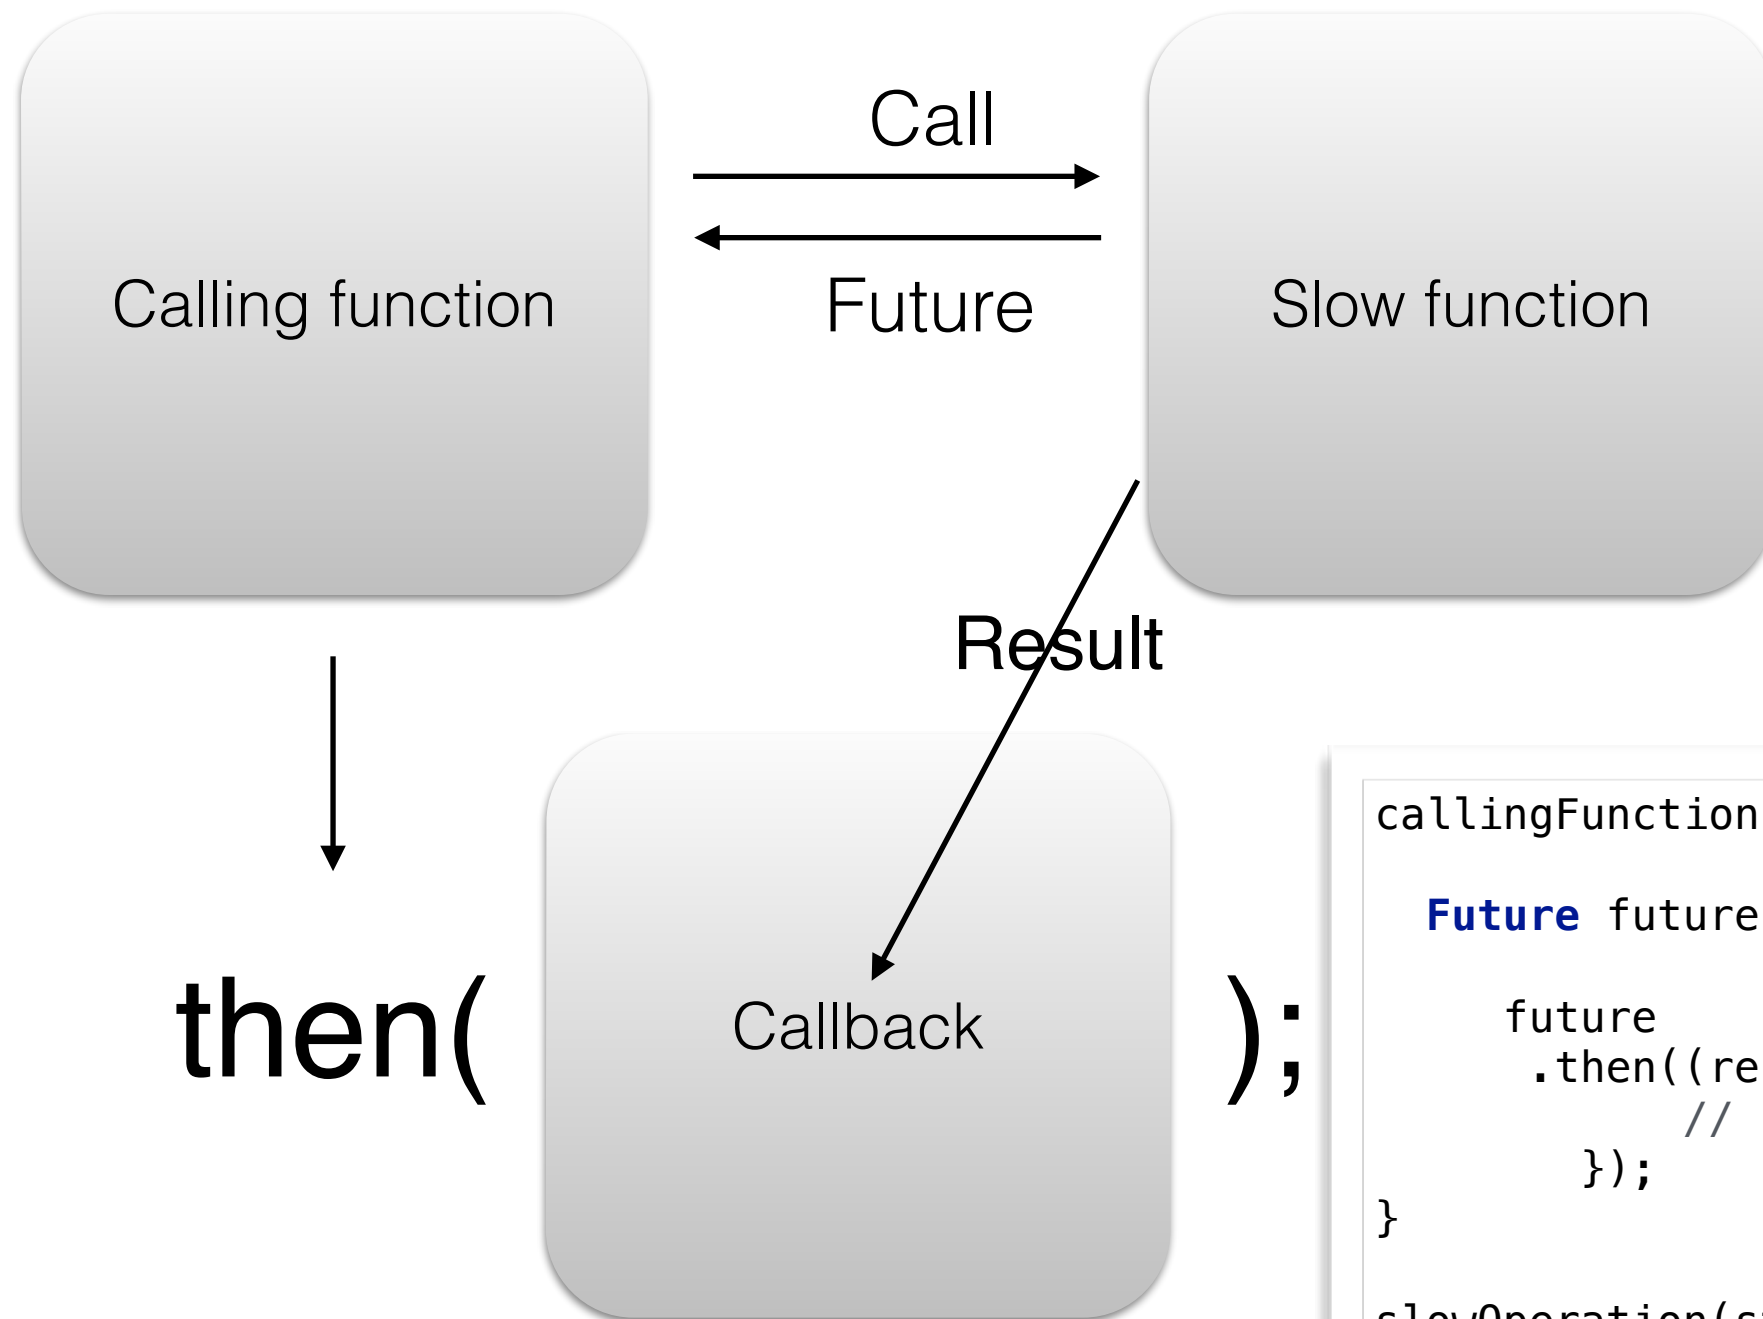 Call
Calling function
Future
Slow function
Result
then(
Callback
);
callingFunction
Future future
future
.then((re
//
});
}